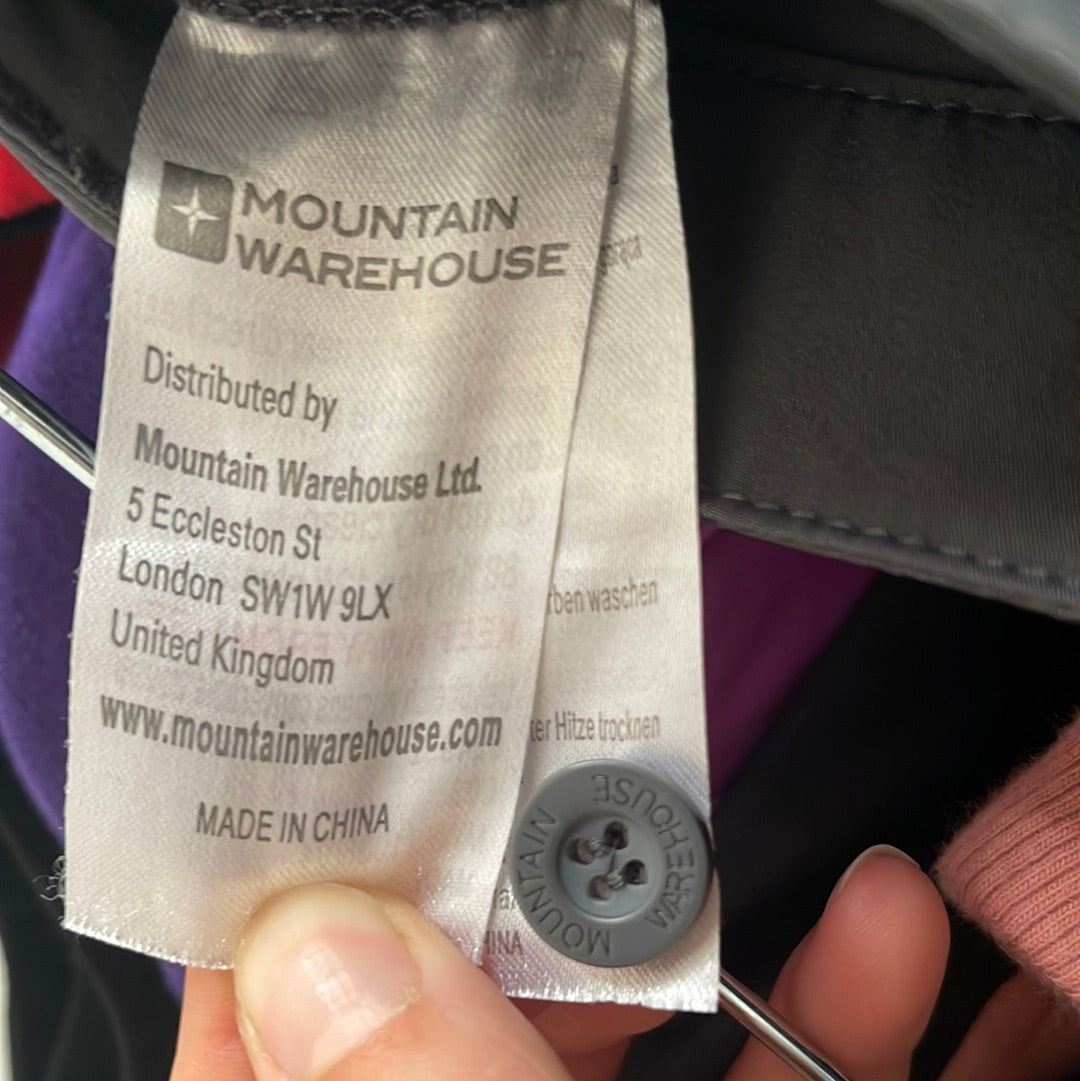 MOUNTAIN
WAREHOUSE
Distributed by
Mountain Warehouse Ltd.
5 Eccleston St
London SW1W 9LX
United Kingdom
www.mountainwarehouse.com
MADE IN CHINA
rben waschen
ter Hitze trocknen
HINA
MOUNTAIN WAREHOUSE